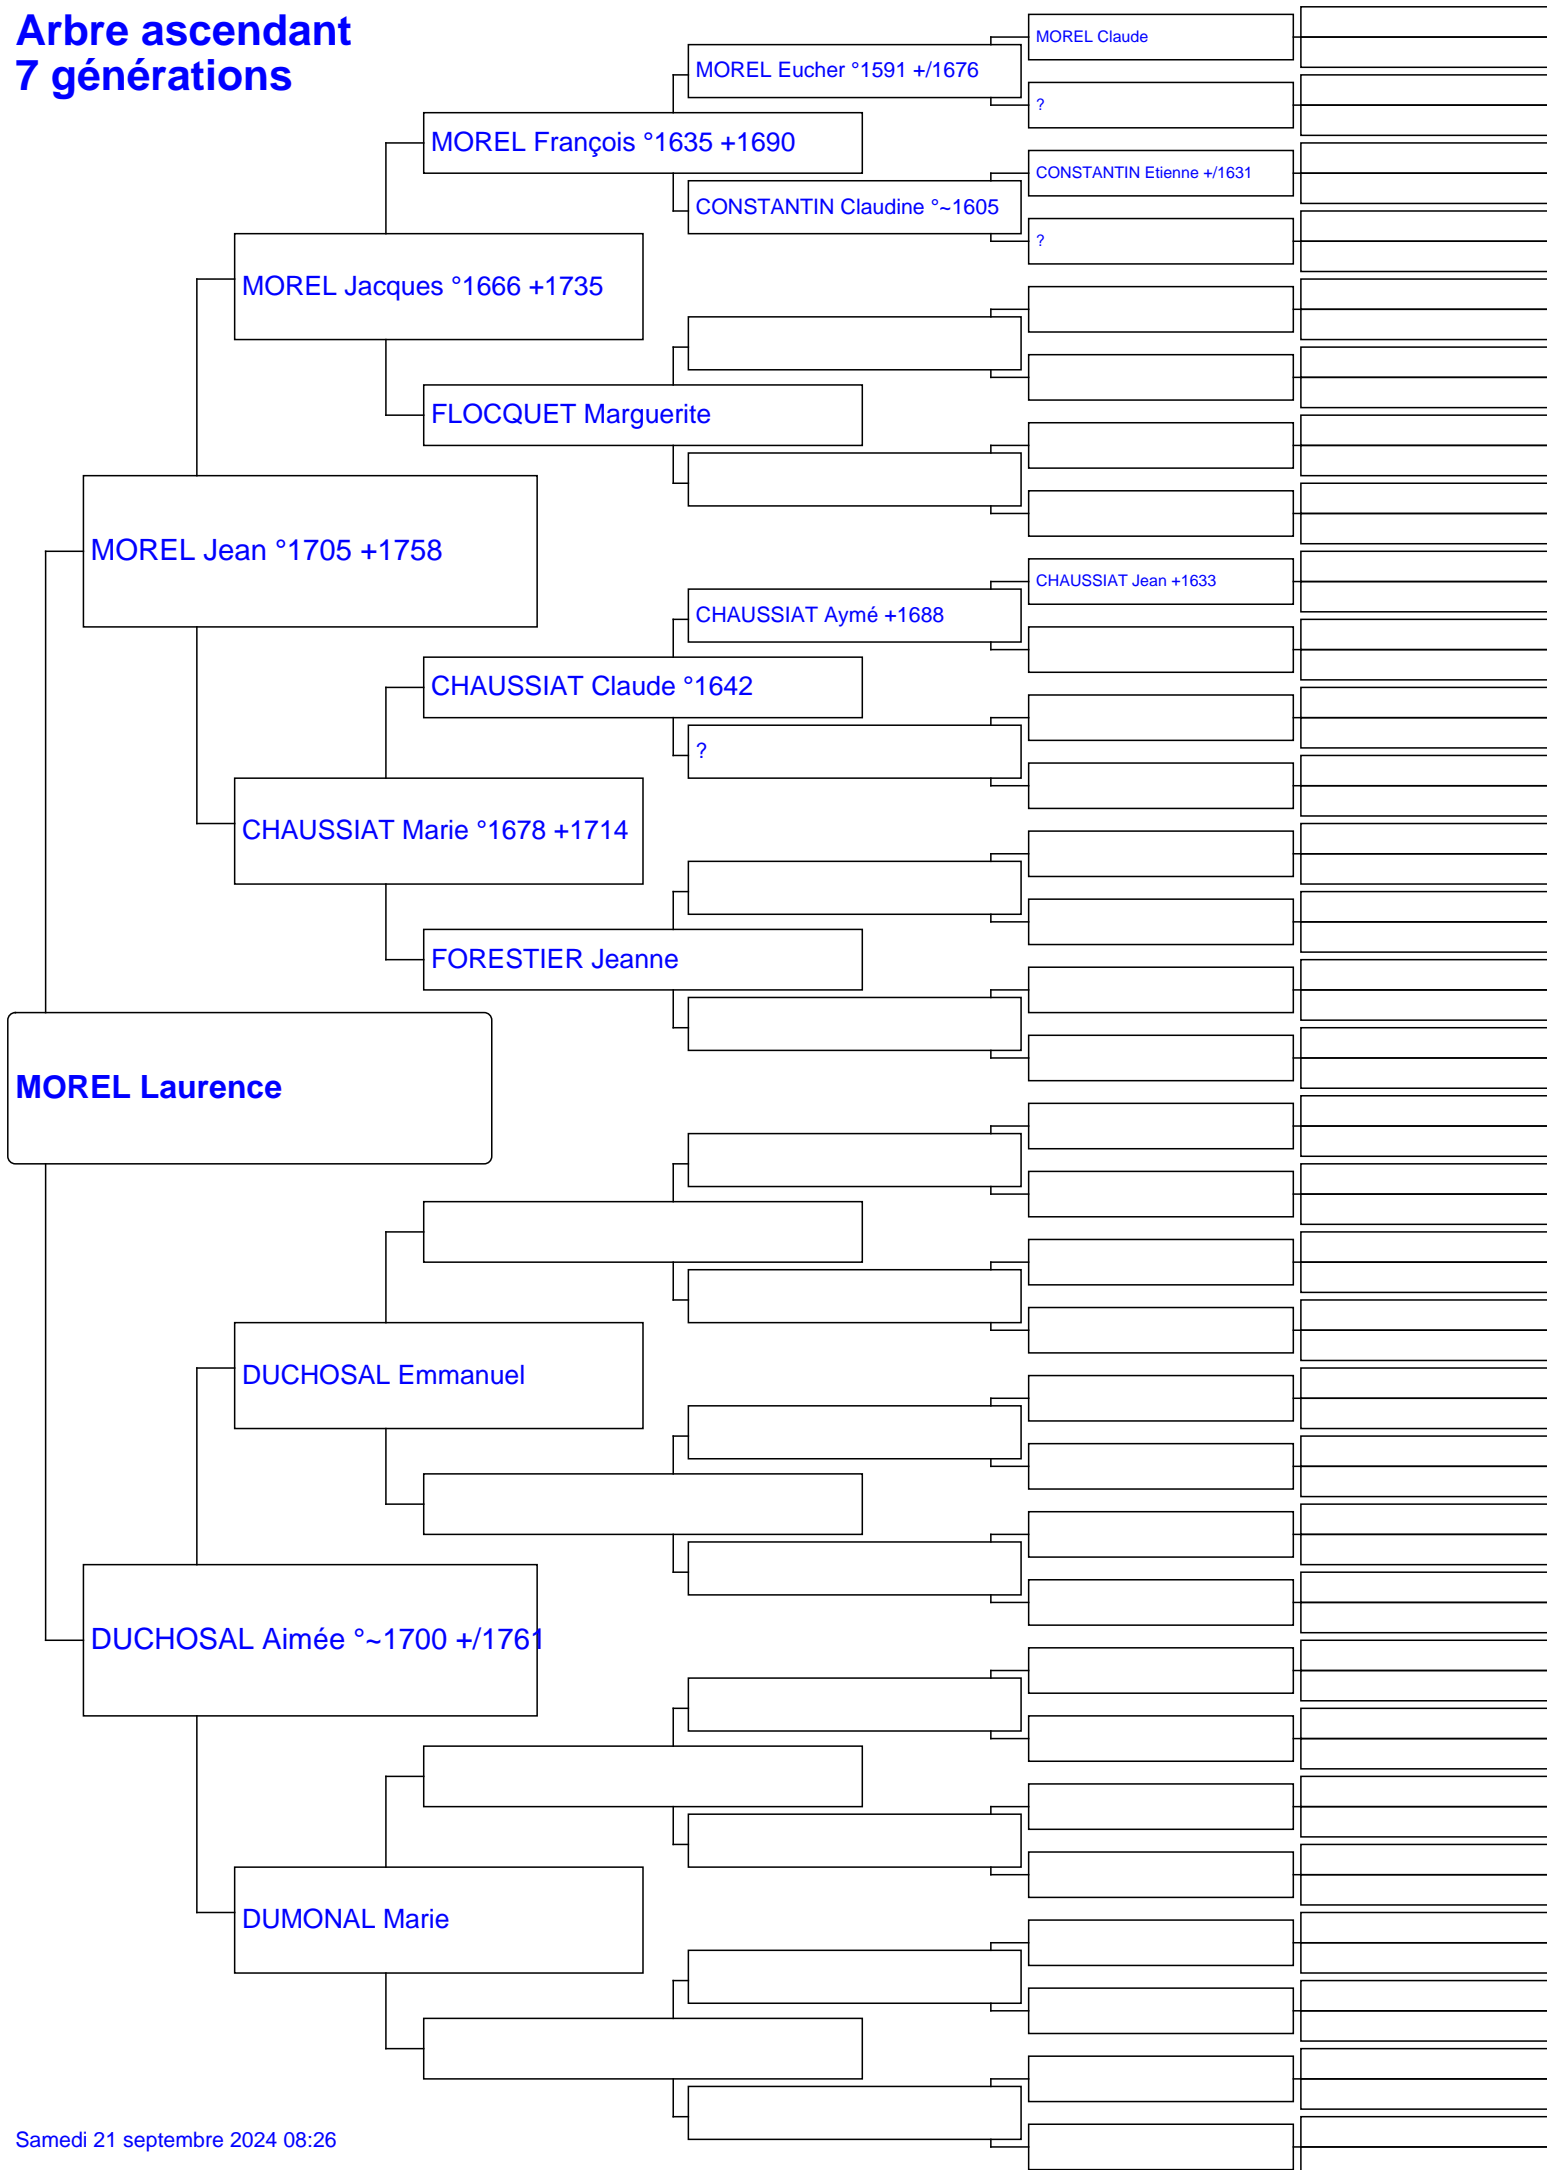 Arbre ascendant
7 générations
MOREL Claude
MOREL Eucher °1591 +/1676
?
MOREL François °1635 +1690
CONSTANTIN Etienne +/1631
CONSTANTIN Claudine °~1605
?
MOREL Jacques °1666 +1735
FLOCQUET Marguerite
MOREL Jean °1705 +1758
CHAUSSIAT Jean +1633
CHAUSSIAT Aymé +1688
CHAUSSIAT Claude °1642
?
CHAUSSIAT Marie °1678 +1714
FORESTIER Jeanne
MOREL Laurence
DUCHOSAL Emmanuel
DUCHOSAL Aimée °~1700 +/1761
DUMONAL Marie
Samedi 21 septembre 2024 08:26